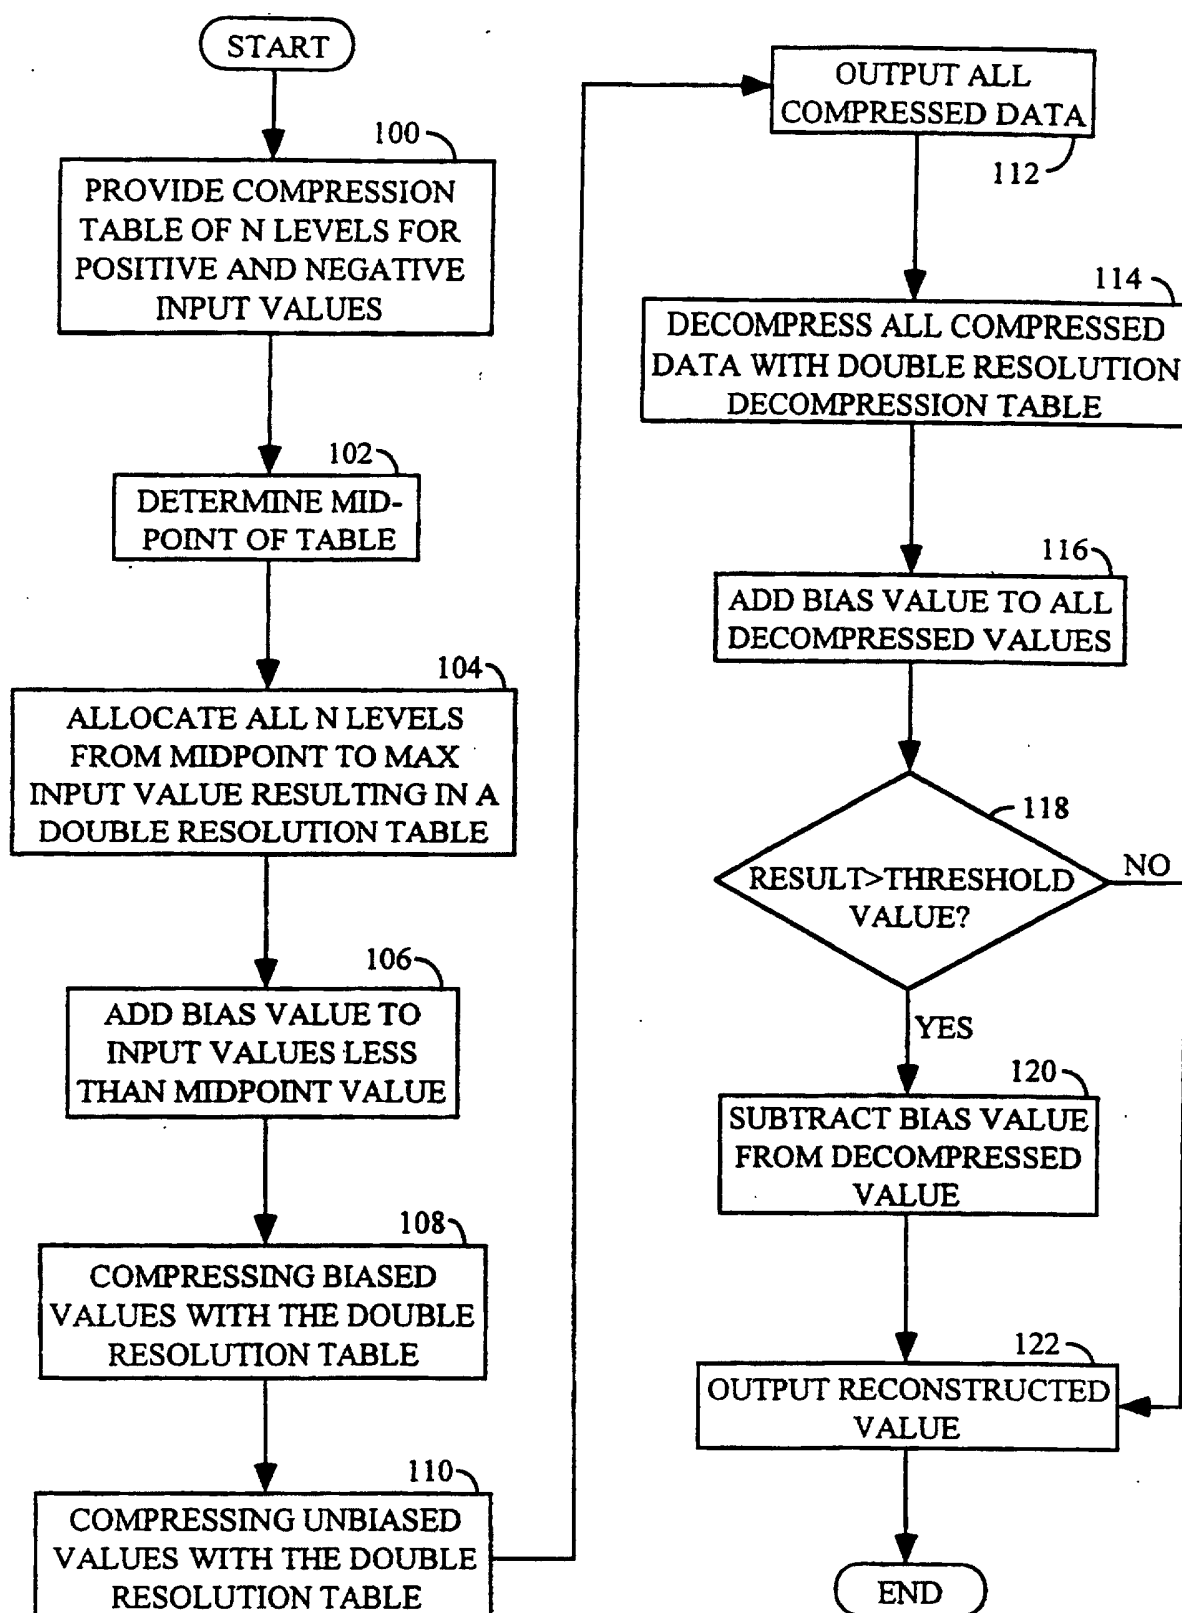 START
100
PROVIDE COMPRESSION
TABLE OF N LEVELS FOR
POSITIVE AND NEGATIVE
INPUT VALUES
102
DETERMINE MID-
POINT OF TABLE
104
ALLOCATE ALL N LEVELS
FROM MIDPOINT TO MAX
INPUT VALUE RESULTING IN A
DOUBLE RESOLUTION TABLE
106
ADD BIAS VALUE TO
INPUT VALUES LESS
THAN MIDPOINT VALUE
108
COMPRESSING BIASED
VALUES WITH THE DOUBLE
RESOLUTION TABLE
110
COMPRESSING UNBIASED
VALUES WITH THE DOUBLE
RESOLUTION TABLE
OUTPUT ALL
COMPRESSED DATA
112
114
DECOMPRESS ALL COMPRESSED
DATA WITH DOUBLE RESOLUTION
DECOMPRESSION TABLE
116
ADD BIAS VALUE TO ALL
DECOMPRESSED VALUES
118
RESULT>THRESHOLD
VALUE?
NO
YES
120
SUBTRACT BIAS VALUE
FROM DECOMPRESSED
VALUE
122
OUTPUT RECONSTRUCTED
VALUE
END